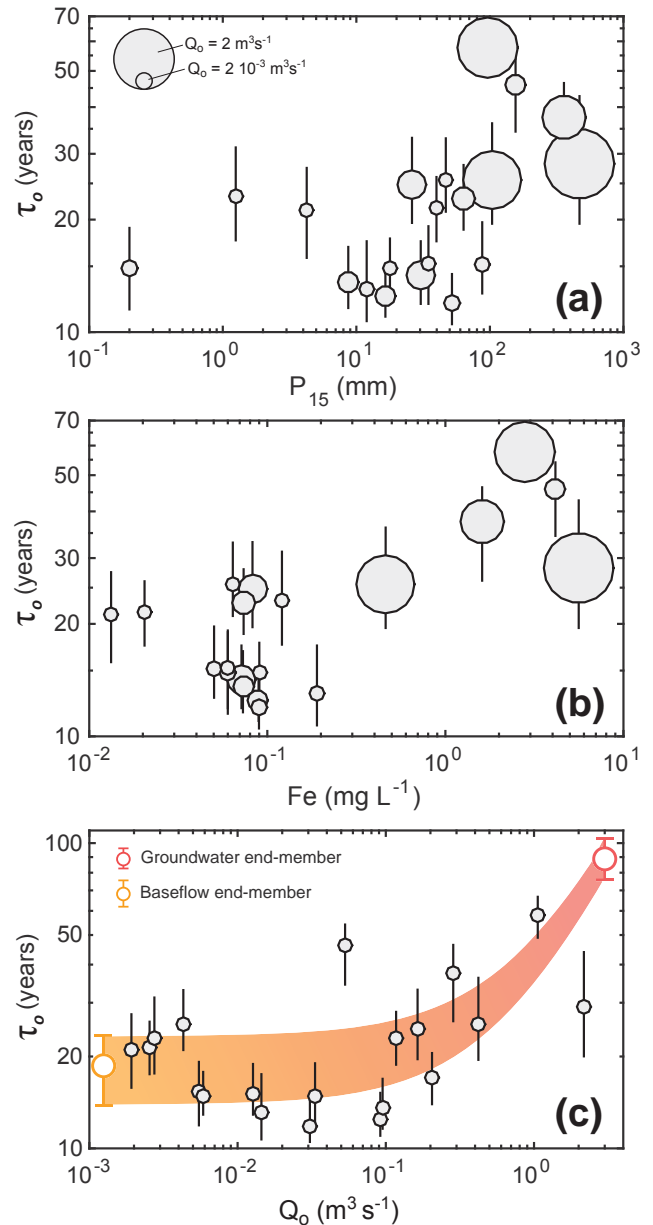 70
50
30
20
10
τo (years)
Qo = 2 m³s⁻¹
Qo = 2 10⁻³ m³s⁻¹
(a)
10⁻¹ 10⁰ 10¹ 10² 10³
P15 (mm)
70
50
30
20
10
τo (years)
(b)
10⁻² 10⁻¹ 10⁰ 10¹
Fe (mg L⁻¹)
100
50
20
10
τo (years)
Groundwater end-member
Baseflow end-member
(c)
10⁻³ 10⁻² 10⁻¹ 10⁰
Qo (m³ s⁻¹)